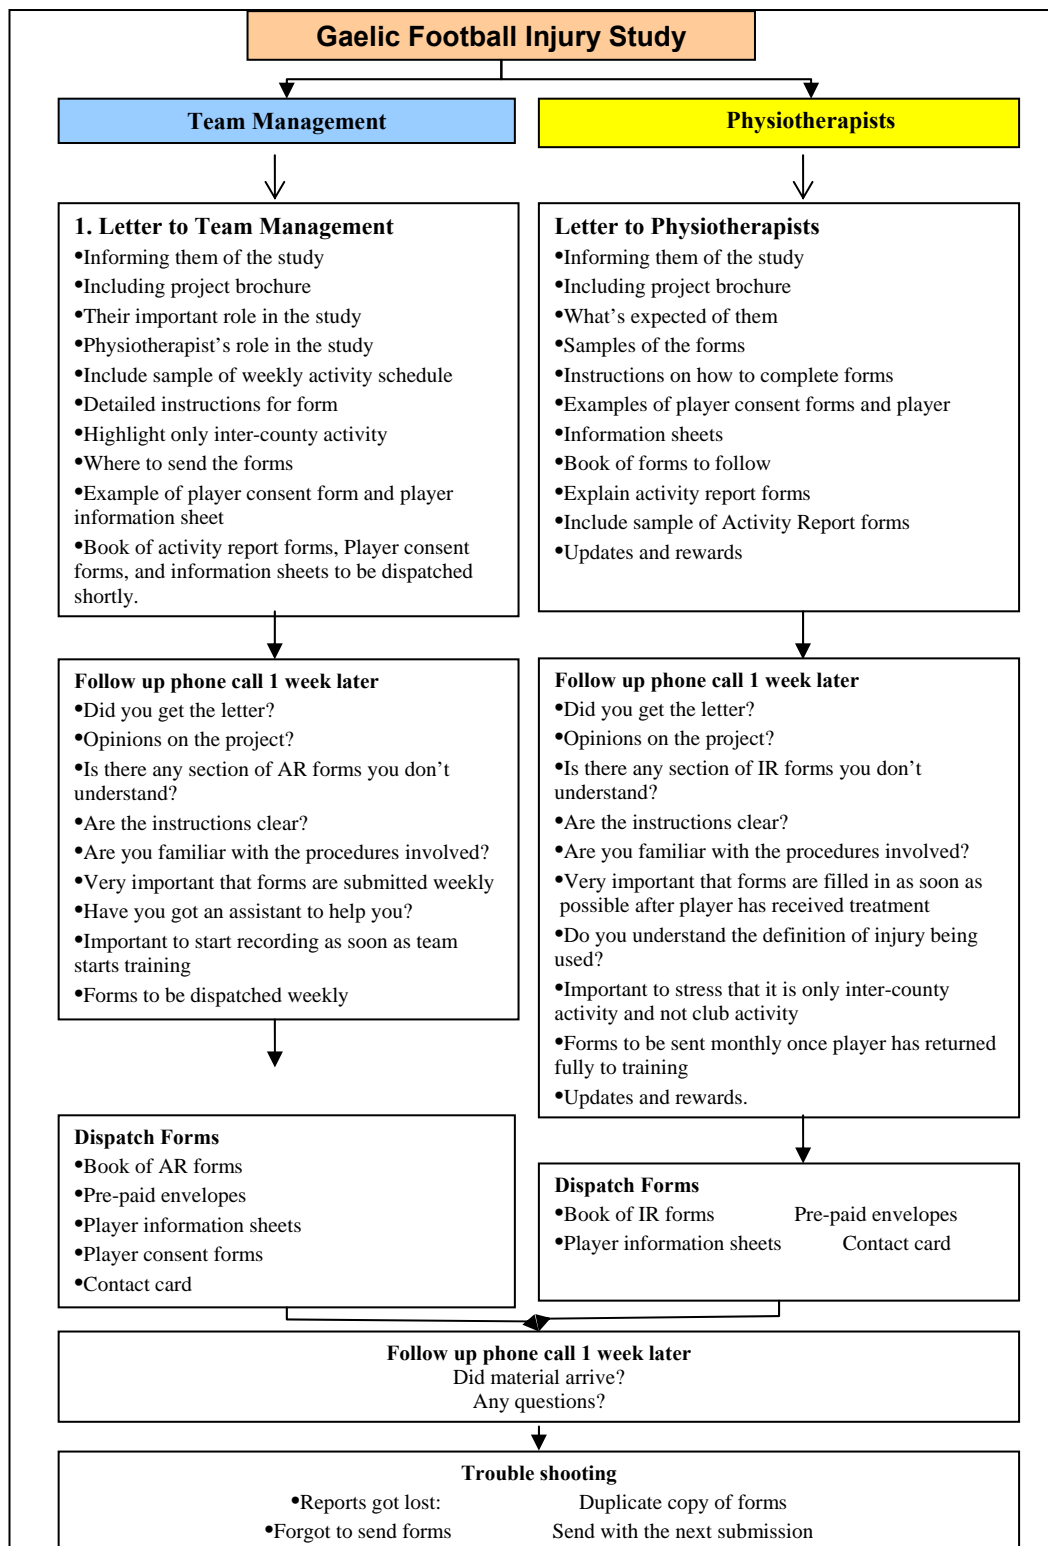 Gaelic Football Injury Study
Team Management
Physiotherapists
1. Letter to Team Management
•Informing them of the study
•Including project brochure
•Their important role in the study
•Physiotherapist’s role in the study
•Include sample of weekly activity schedule
•Detailed instructions for form
•Highlight only inter-county activity
•Where to send the forms
•Example of player consent form and player
information sheet
•Book of activity report forms, Player consent
forms, and information sheets to be dispatched
shortly.
Letter to Physiotherapists
•Informing them of the study
•Including project brochure
•What’s expected of them
•Samples of the forms
•Instructions on how to complete forms
•Examples of player consent forms and player
•Information sheets
•Book of forms to follow
•Explain activity report forms
•Include sample of Activity Report forms
•Updates and rewards
Follow up phone call 1 week later
•Did you get the letter?
•Opinions on the project?
•Is there any section of AR forms you don’t
understand?
•Are the instructions clear?
•Are you familiar with the procedures involved?
•Very important that forms are submitted weekly
•Have you got an assistant to help you?
•Important to start recording as soon as team
starts training
•Forms to be dispatched weekly
Follow up phone call 1 week later
•Did you get the letter?
•Opinions on the project?
•Is there any section of IR forms you don’t
understand?
•Are the instructions clear?
•Are you familiar with the procedures involved?
•Very important that forms are filled in as soon as
possible after player has received treatment
•Do you understand the definition of injury being
used?
•Important to stress that it is only inter-county
activity and not club activity
•Forms to be sent monthly once player has returned
fully to training
•Updates and rewards.
Dispatch Forms
•Book of AR forms
•Pre-paid envelopes
•Player information sheets
•Player consent forms
•Contact card
Dispatch Forms
•Book of IR forms Pre-paid envelopes
•Player information sheets Contact card
Follow up phone call 1 week later
Did material arrive?
Any questions?
Trouble shooting
•Reports got lost: Duplicate copy of forms
•Forgot to send forms Send with the next submission